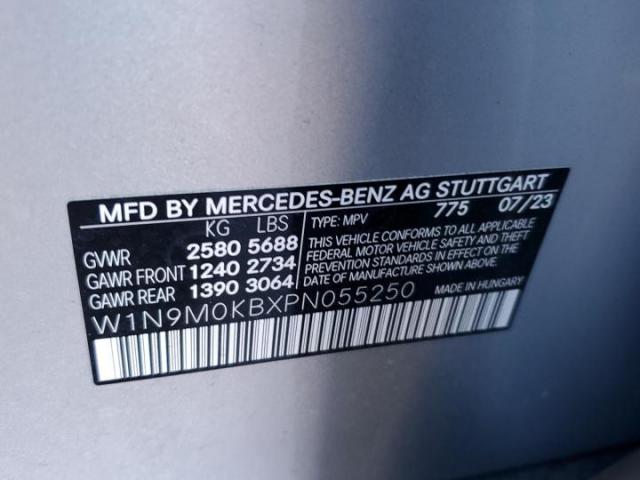 MFD BY MERCEDES-BENZ AG STUTTGART
KG LBS TYPE: MPV 775 07/23
GVWR 2580 5688
GAWR FRONT 1240 2734
GAWR REAR 1390 3064
THIS VEHICLE CONFORMS TO ALL APPLICABLE
FEDERAL MOTOR VEHICLE SAFETY AND THEFT
PREVENTION STANDARDS IN EFFECT ON THE
DATE OF MANUFACTURE SHOWN ABOVE.
W1N9M0KBXPN055250
MADE IN HUNGARY